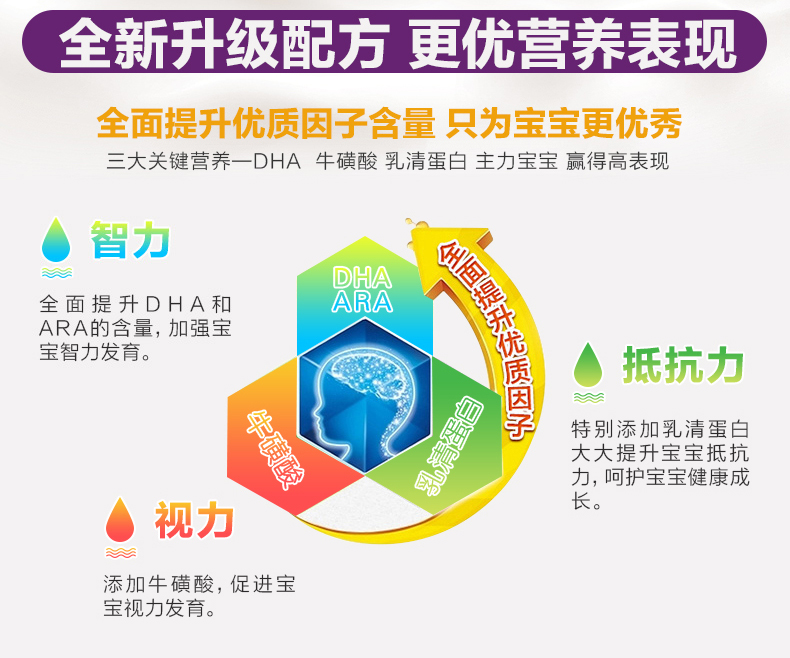 全新升级配方 更优营养表现
全面提升优质因子含量 只为宝宝更优秀
三大关键营养—DHA 牛磺酸 乳清蛋白 主力宝宝 赢得高表现
智力
全面提升DHA和
ARA的含量，加强宝
宝智力发育。
DHA
ARA
牛磺酸
乳清蛋白
全面提升优质因子
抵抗力
特别添加乳清蛋白
大大提升宝宝抵抗
力，呵护宝宝健康成
长。
视力
添加牛磺酸，促进宝
宝视力发育。